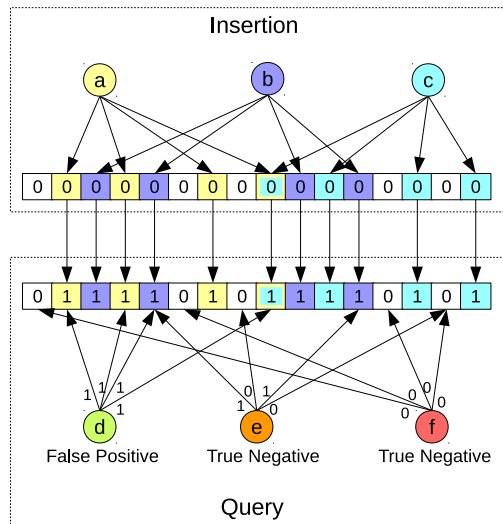 Insertion
a b c
0 0 0 0 0 0 0 0 0 0 0 0 0 0 0 0
0 1 1 1 1 0 1 0 1 1 1 1 0 1 0 1
1 1 1 1
0 1 1 0
0 0 0 0
d e f
False Positive True Negative True Negative
Query